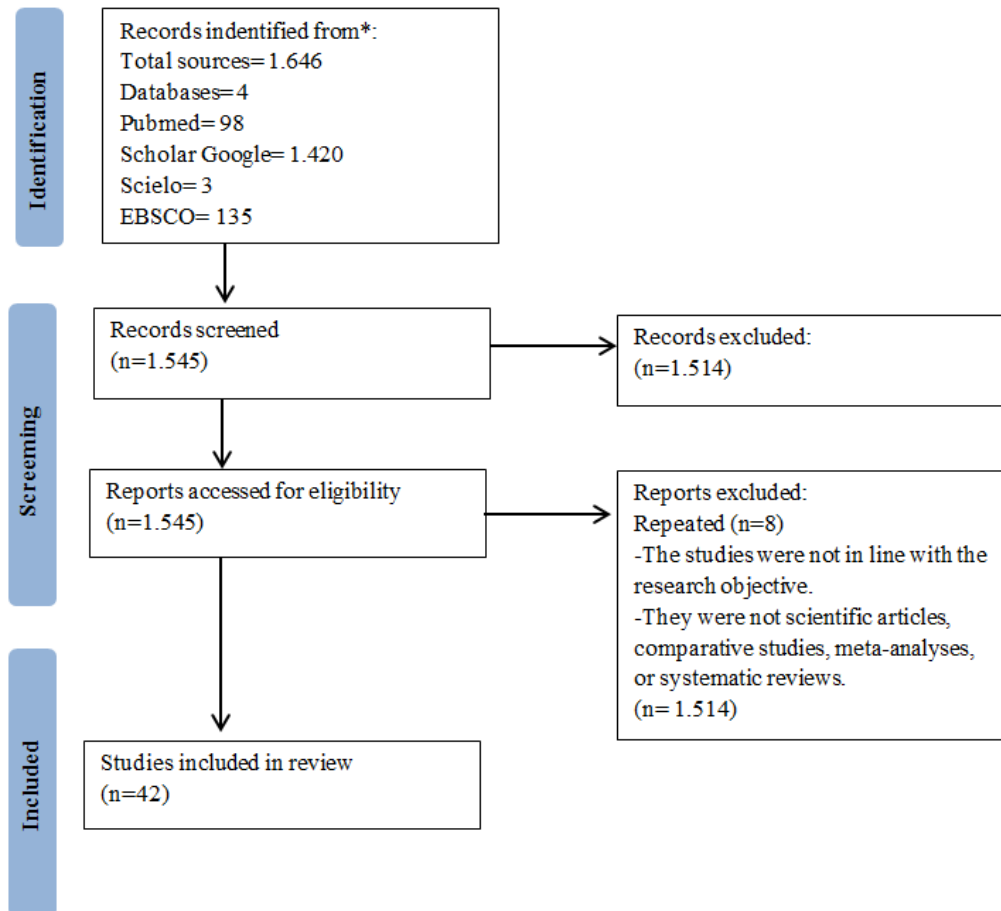 Identification
Records indentified from*:
Total sources= 1.646
Databases= 4
Pubmed= 98
Scholar Google= 1.420
Scielo= 3
EBSCO= 135
Screeming
Records screened
(n=1.545)
Records excluded:
(n=1.514)
Reports accessed for eligibility
(n=1.545)
Reports excluded:
Repeated (n=8)
-The studies were not in line with the
research objective.
-They were not scientific articles,
comparative studies, meta-analyses,
or systematic reviews.
(n= 1.514)
Included
Studies included in review
(n=42)